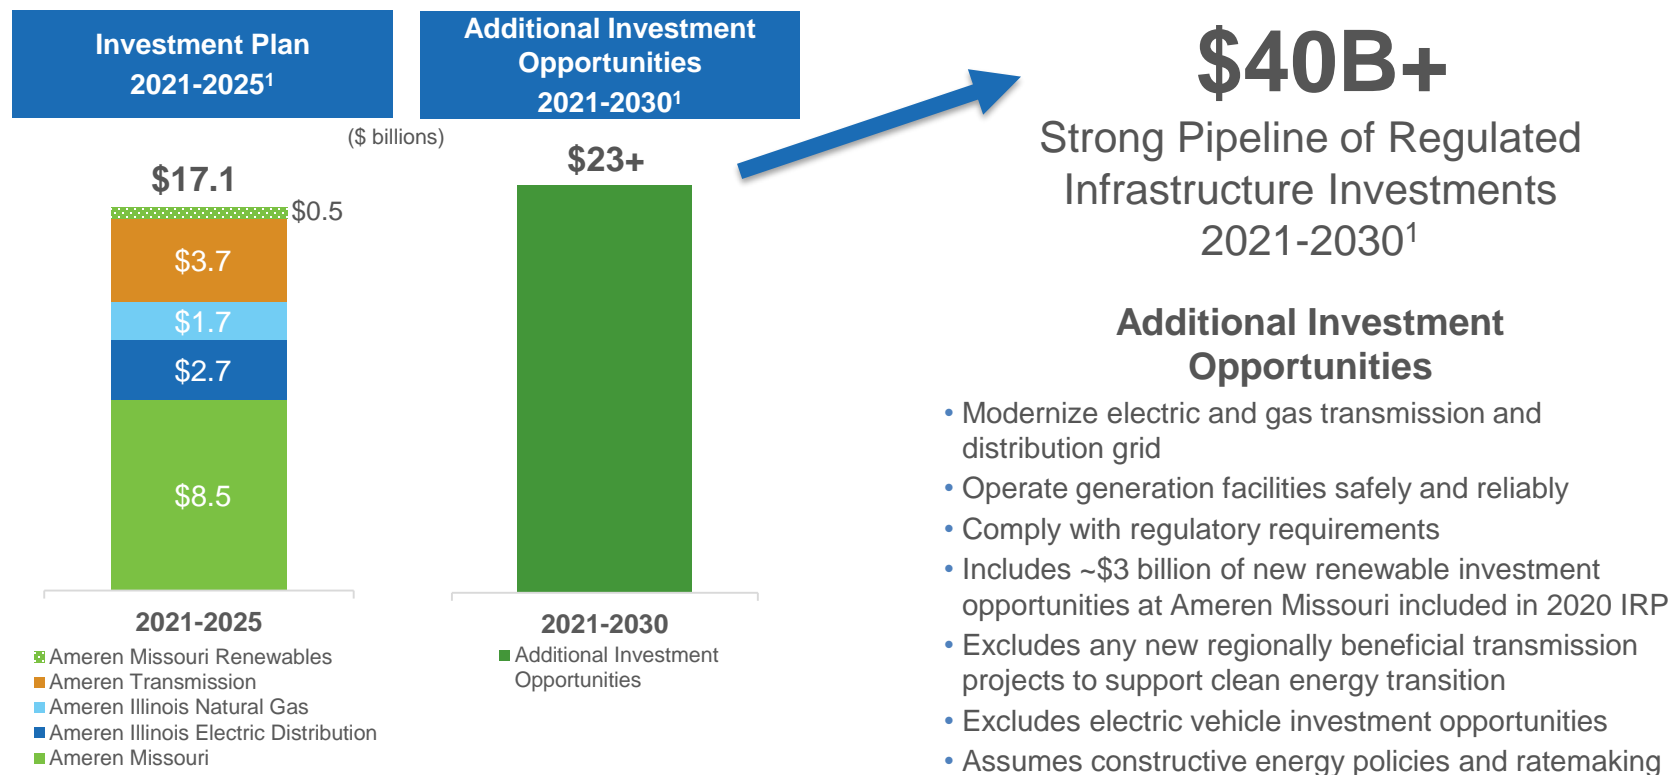 Investment Plan
2021-2025¹
Additional Investment
Opportunities
2021-2030¹
($ billions)
$17.1
$0.5
$3.7
$1.7
$2.7
$8.5
2021-2025
Ameren Missouri Renewables
Ameren Transmission
Ameren Illinois Natural Gas
Ameren Illinois Electric Distribution
Ameren Missouri
$23+
2021-2030
Additional Investment
Opportunities
$40B+
Strong Pipeline of Regulated
Infrastructure Investments
2021-2030¹
Additional Investment
Opportunities
• Modernize electric and gas transmission and
distribution grid
• Operate generation facilities safely and reliably
• Comply with regulatory requirements
• Includes ~$3 billion of new renewable investment
opportunities at Ameren Missouri included in 2020 IRP
• Excludes any new regionally beneficial transmission
projects to support clean energy transition
• Excludes electric vehicle investment opportunities
• Assumes constructive energy policies and ratemaking